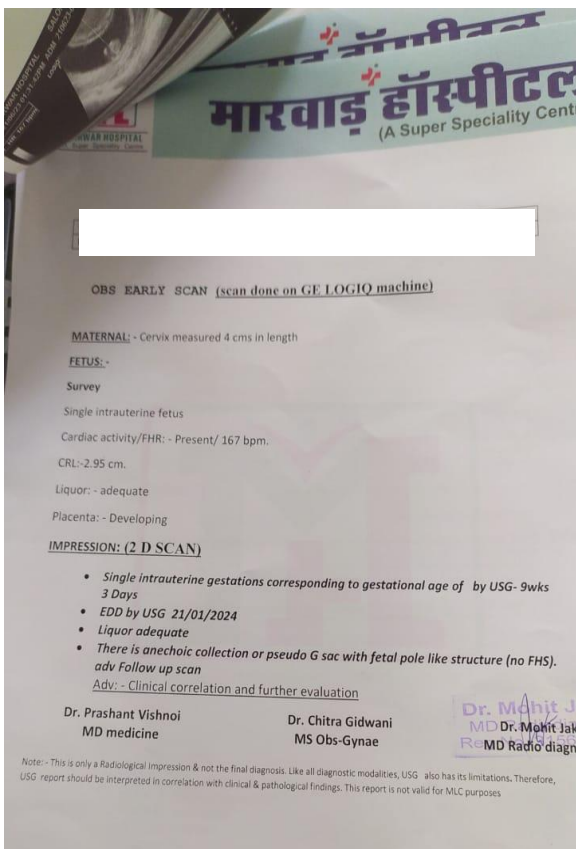 मारवाड़ हॉस्पीटल
(A Super Speciality
OBS EARLY SCAN (scan done on GE LOGIQ machine)
MATERNAL: - Cervix measured 4 cms in length
FETUS: -
Survey
Single intrauterine fetus
Cardiac activity/FHR: - Present/ 167 bpm.
CRL:-2.95 cm.
Liquor: - adequate
Placenta: - Developing
IMPRESSION: (2 D SCAN)
• Single intrauterine gestations corresponding to gestational age of by USG- 9wks
3 Days
• EDD by USG 21/01/2024
• Liquor adequate
• There is anechoic collection or pseudo G sac with fetal pole like structure (no FHS).
adv Follow up scan
Adv: - Clinical correlation and further evaluation
Dr. Prashant Vishnoi
MD medicine
Dr. Chitra Gidwani
MS Obs-Gynae
Dr. Mohit J
MD
Dr. Mohit Jak
MD Radio diagn
Note: - This is only a Radiological Impression & not the final diagnosis. Like all diagnostic modalities, USG also has its limitations. Therefore,
USG report should be interpreted in correlation with clinical & pathological findings. This report is not valid for MLC purposes